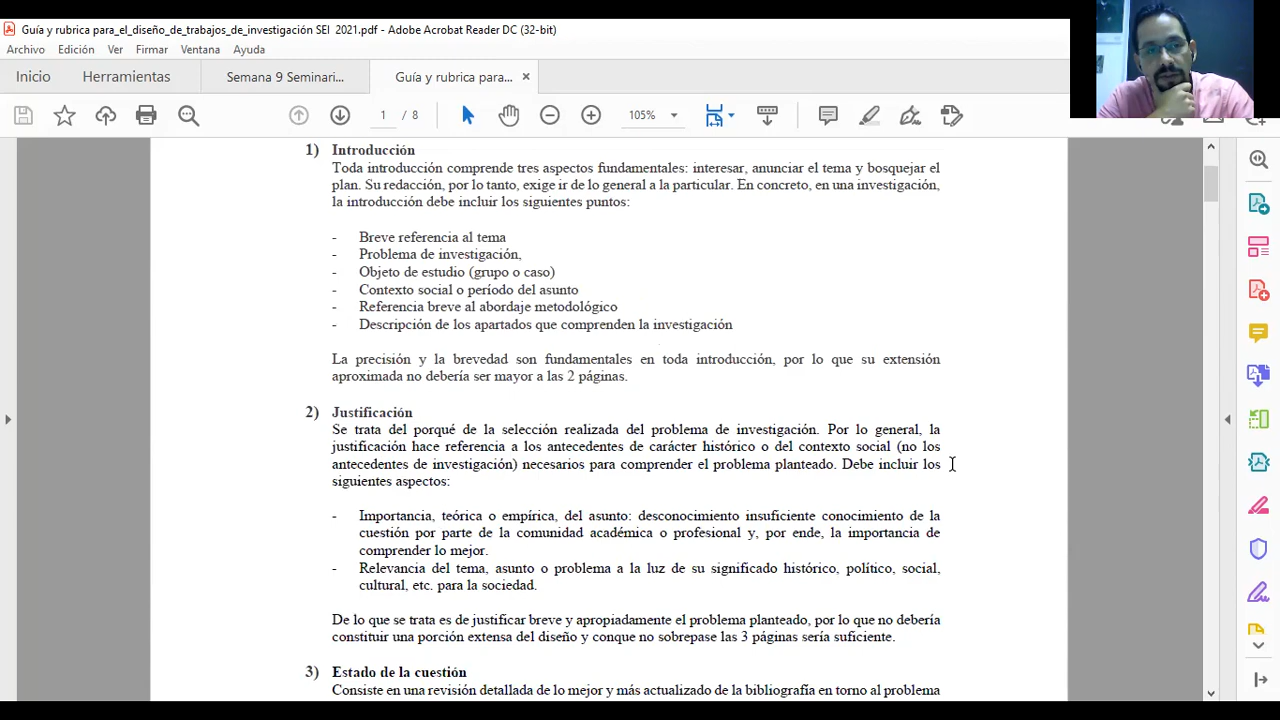 Guía y rubrica para_el_diseño_de_trabajos_de_investigación SEI 2021.pdf - Adobe Acrobat Reader DC (32-bit)
Archivo Edición Ver Firmar Ventana Ayuda
Inicio Herramientas Semana 9 Seminari... Guía y rubrica para... ×
1 / 8 105%
1) Introducción
Toda introducción comprende tres aspectos fundamentales: interesar, anunciar el tema y bosquejar el
plan. Su redacción, por lo tanto, exige ir de lo general a la particular. En concreto, en una investigación,
la introducción debe incluir los siguientes puntos:
- Breve referencia al tema
- Problema de investigación,
- Objeto de estudio (grupo o caso)
- Contexto social o período del asunto
- Referencia breve al abordaje metodológico
- Descripción de los apartados que comprenden la investigación
La precisión y la brevedad son fundamentales en toda introducción, por lo que su extensión
aproximada no debería ser mayor a las 2 páginas.
2) Justificación
Se trata del porqué de la selección realizada del problema de investigación. Por lo general, la
justificación hace referencia a los antecedentes de carácter histórico o del contexto social (no los
antecedentes de investigación) necesarios para comprender el problema planteado. Debe incluir los
siguientes aspectos:
- Importancia, teórica o empírica, del asunto: desconocimiento insuficiente conocimiento de la
cuestión por parte de la comunidad académica o profesional y, por ende, la importancia de
comprender lo mejor.
- Relevancia del tema, asunto o problema a la luz de su significado histórico, político, social,
cultural, etc. para la sociedad.
De lo que se trata es de justificar breve y apropiadamente el problema planteado, por lo que no debería
constituir una porción extensa del diseño y conque no sobrepase las 3 páginas sería suficiente.
3) Estado de la cuestión
Consiste en una revisión detallada de lo mejor y más actualizado de la bibliografía en torno al problema